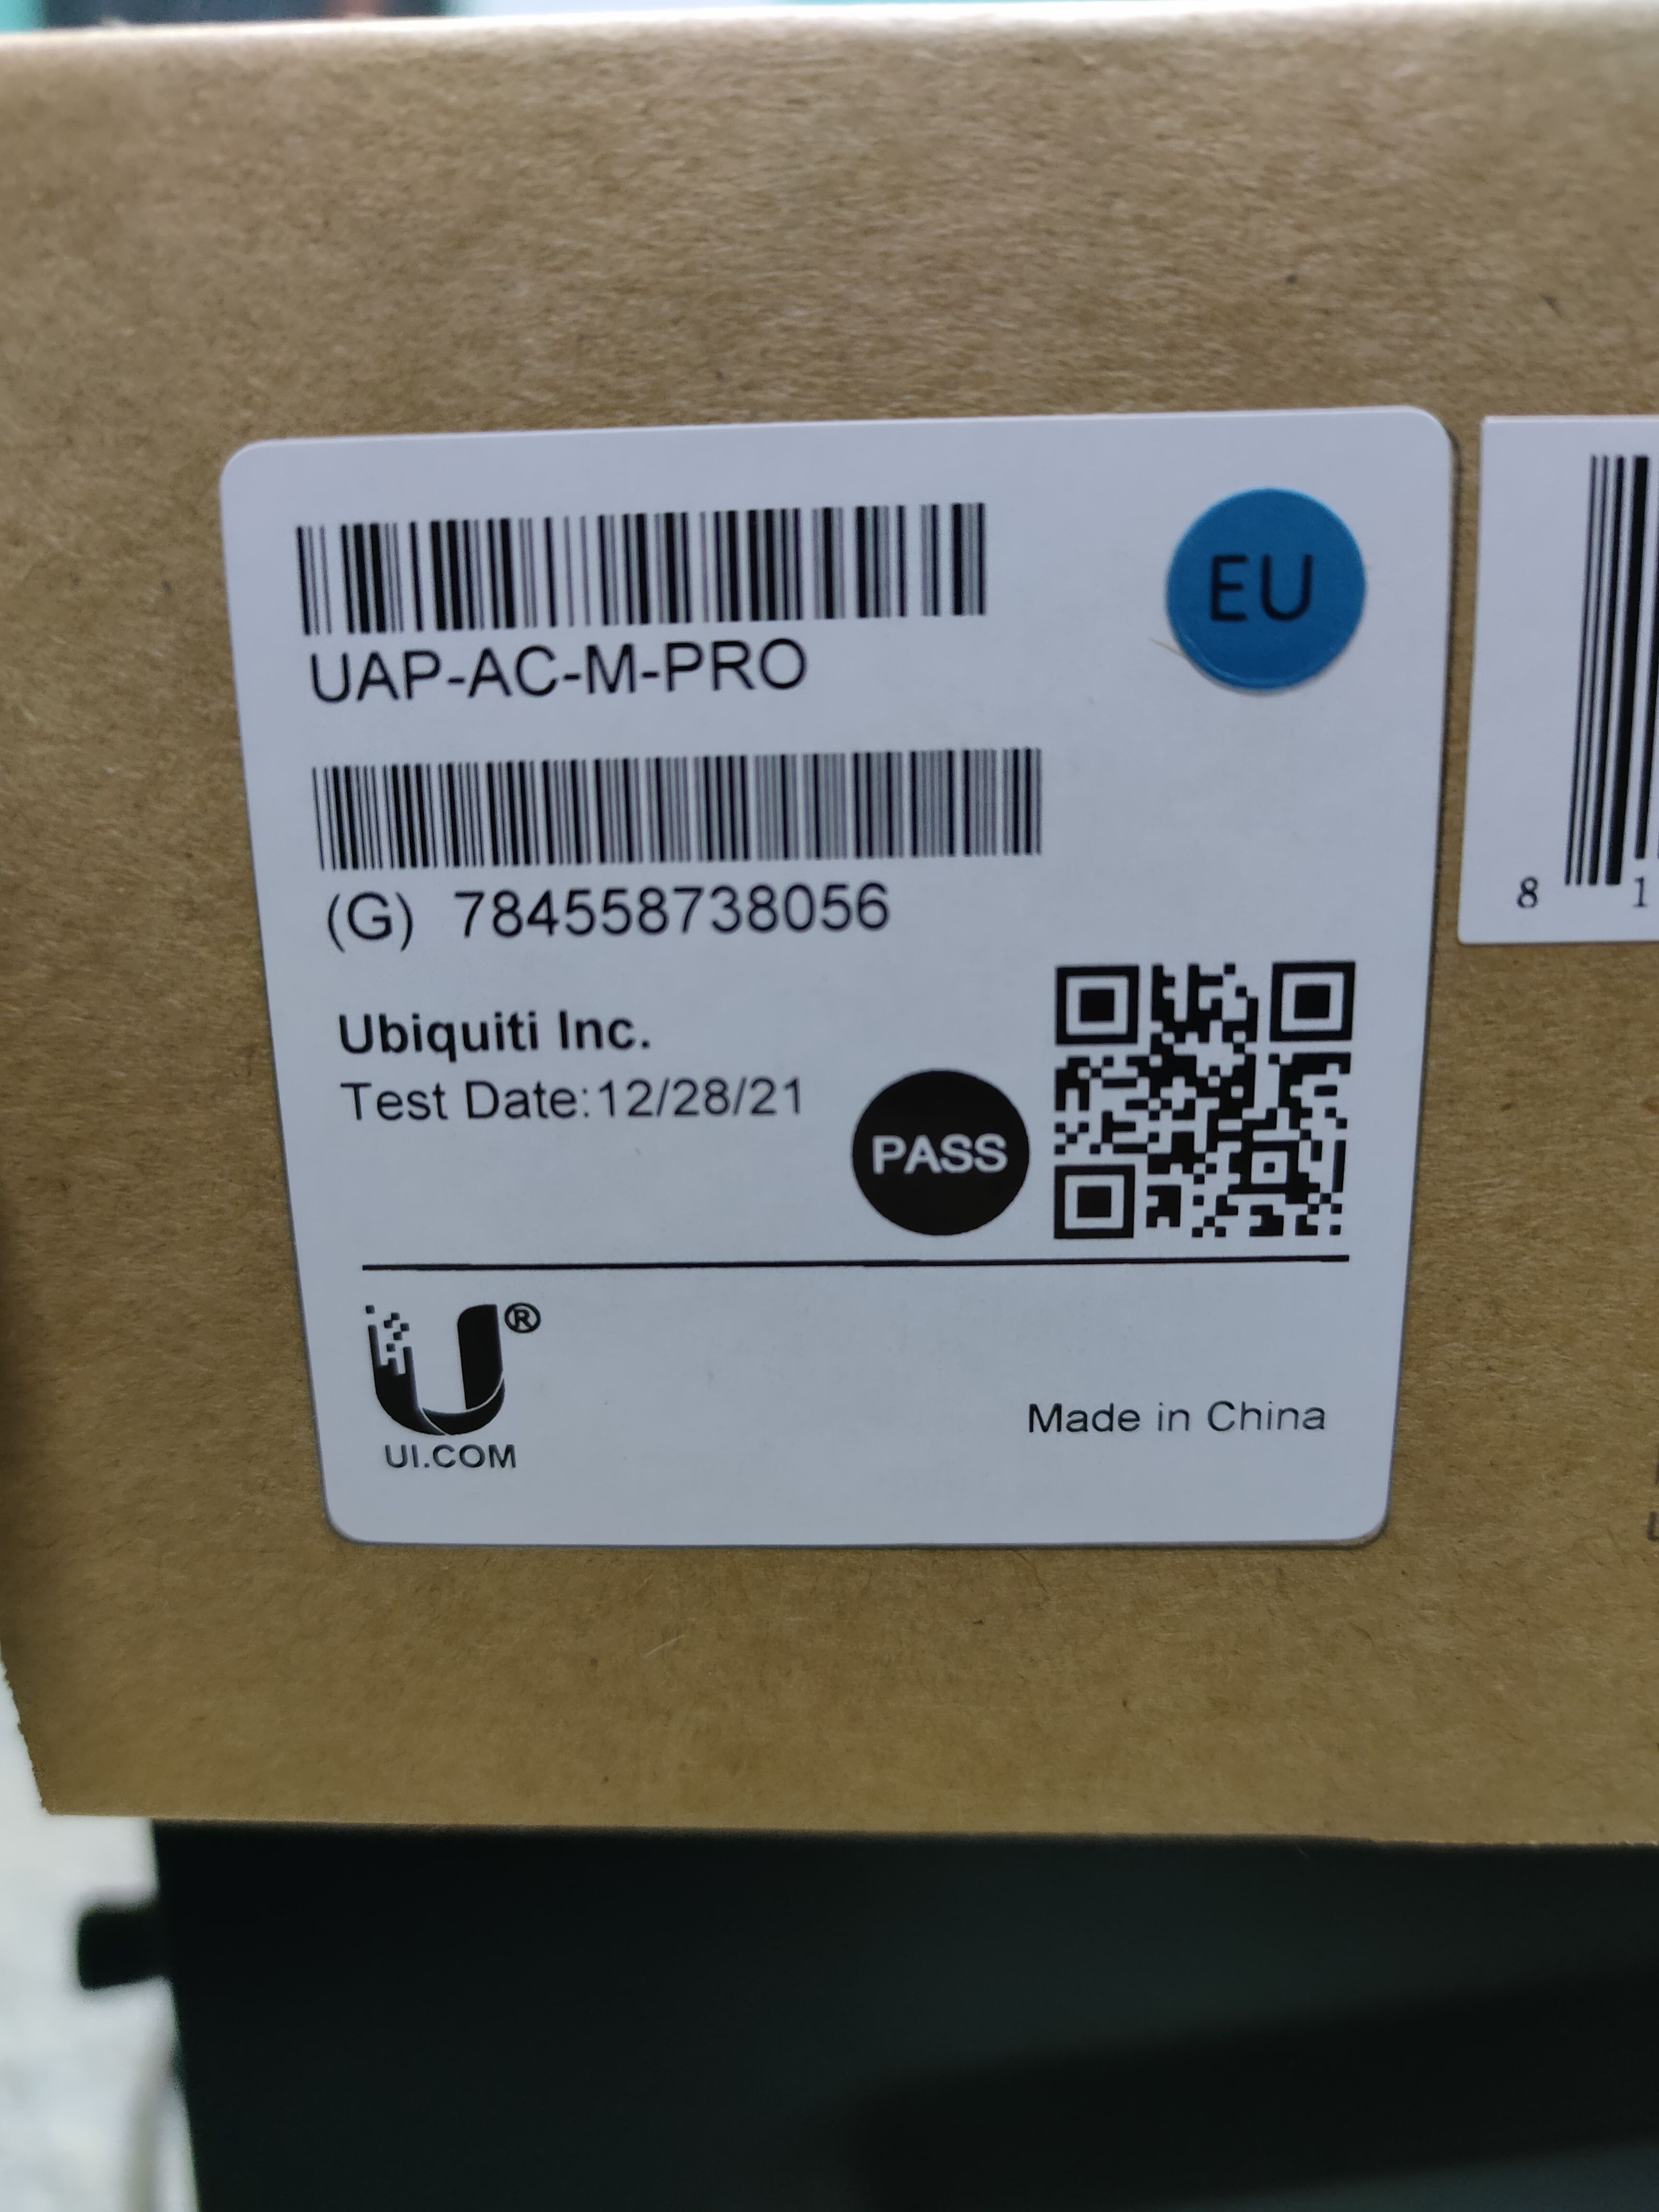 EU
UAP-AC-M-PRO
(G) 784558738056
Ubiquiti Inc.
Test Date:12/28/21
PASS
®
UI.COM
Made in China
8 1